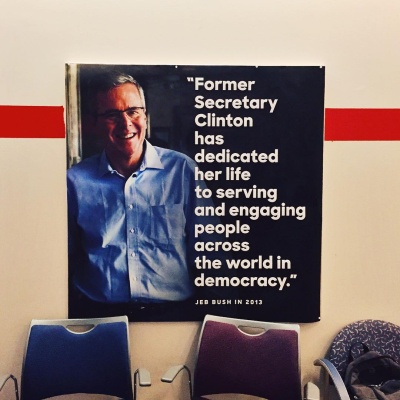 "Former
Secretary
Clinton
has
dedicated
her life
to serving
and engaging
people
across
the world in
democracy."
JEB BUSH IN 2013